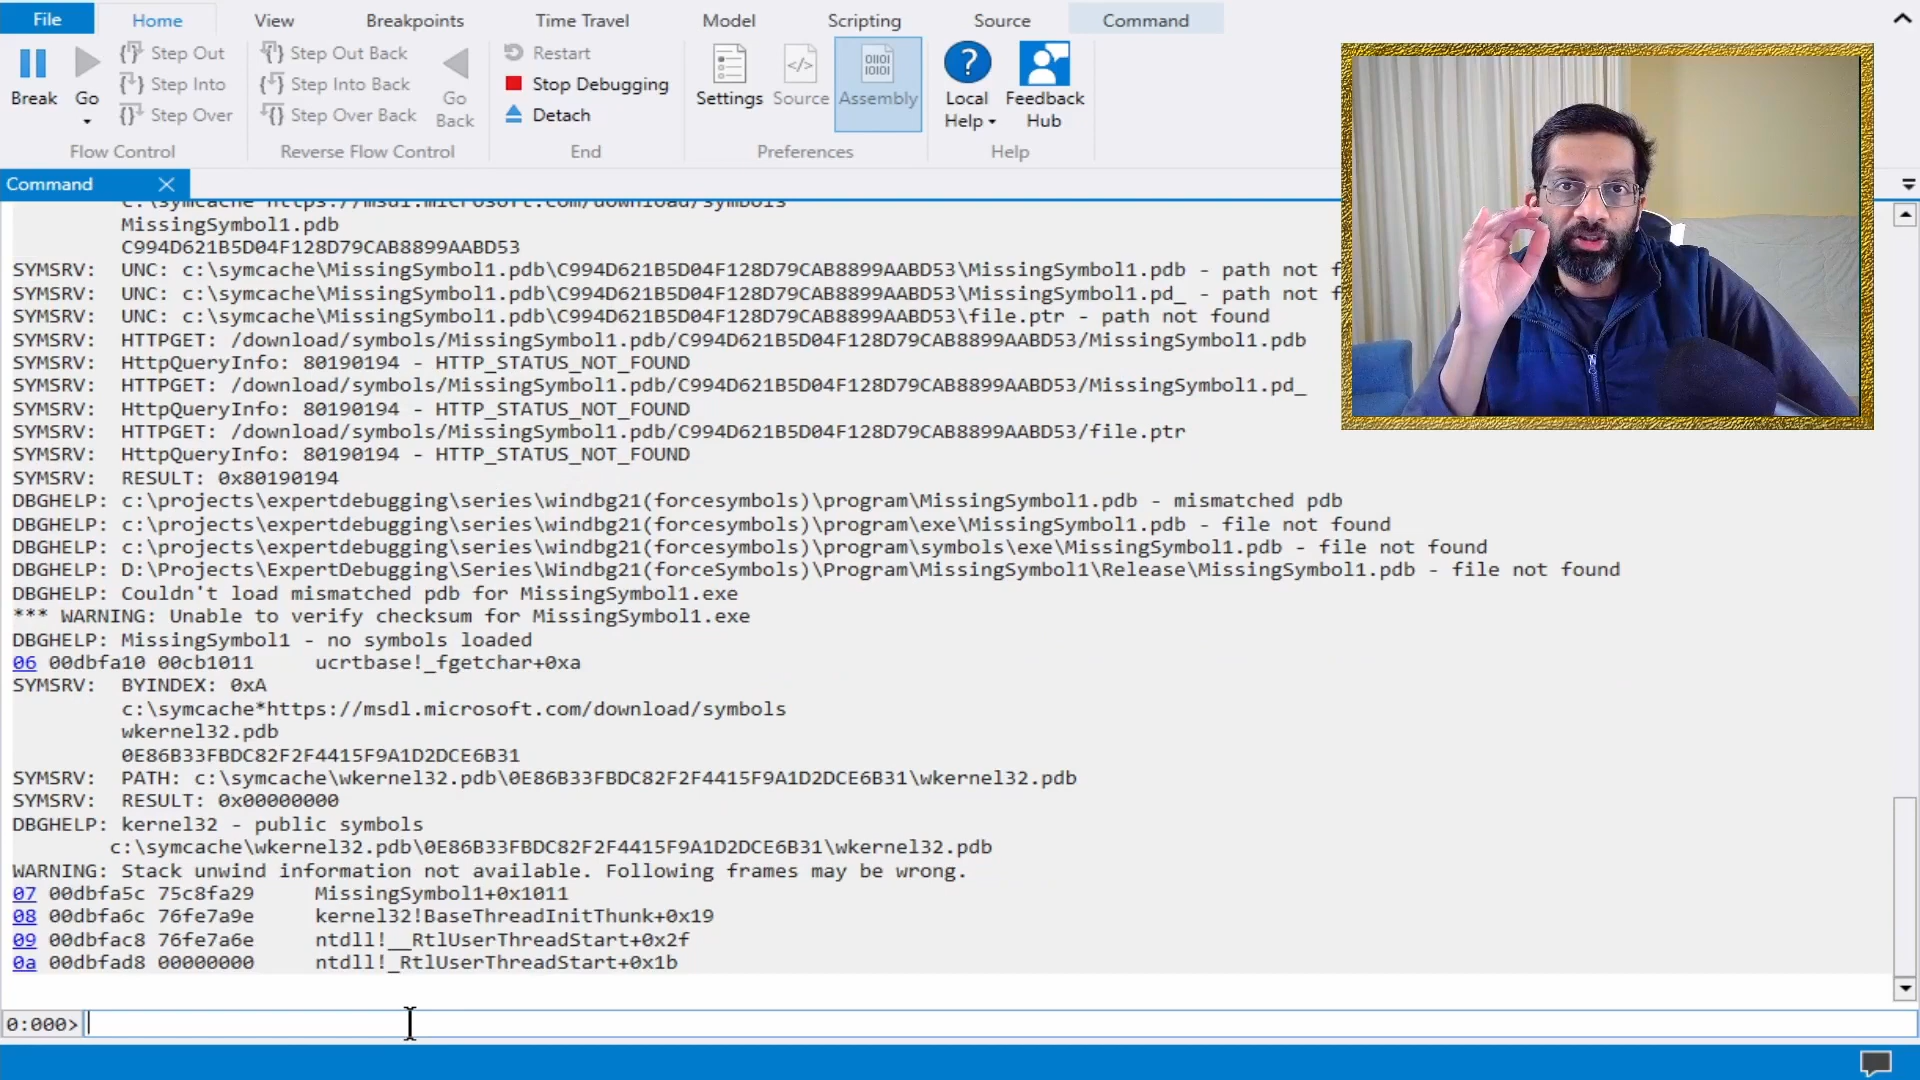 File Home View Breakpoints Time Travel Model Scripting Source Command
Step Out Step Out Back Restart
Step Into Step Into Back Stop Debugging
Break Go Step Over Step Over Back Go Back Detach Settings Source Assembly Local Help Feedback Hub
Flow Control Reverse Flow Control End Preferences Help
Command
c:\symcache*https://msdl.microsoft.com/download/symbols
MissingSymbol1.pdb
C994D621B5D04F128D79CAB8899AABD53
SYMSRV:  UNC: c:\symcache\MissingSymbol1.pdb\C994D621B5D04F128D79CAB8899AABD53\MissingSymbol1.pdb - path not f
SYMSRV:  UNC: c:\symcache\MissingSymbol1.pdb\C994D621B5D04F128D79CAB8899AABD53\MissingSymbol1.pd_ - path not f
SYMSRV:  UNC: c:\symcache\MissingSymbol1.pdb\C994D621B5D04F128D79CAB8899AABD53\file.ptr - path not found
SYMSRV:  HTTPGET: /download/symbols/MissingSymbol1.pdb/C994D621B5D04F128D79CAB8899AABD53/MissingSymbol1.pdb
SYMSRV:  HttpQueryInfo: 80190194 - HTTP_STATUS_NOT_FOUND
SYMSRV:  HTTPGET: /download/symbols/MissingSymbol1.pdb/C994D621B5D04F128D79CAB8899AABD53/MissingSymbol1.pd_
SYMSRV:  HttpQueryInfo: 80190194 - HTTP_STATUS_NOT_FOUND
SYMSRV:  HTTPGET: /download/symbols/MissingSymbol1.pdb/C994D621B5D04F128D79CAB8899AABD53/file.ptr
SYMSRV:  HttpQueryInfo: 80190194 - HTTP_STATUS_NOT_FOUND
SYMSRV:  RESULT: 0x80190194
DBGHELP: c:\projects\expertdebugging\series\windbg21(forcesymbols)\program\MissingSymbol1.pdb - mismatched pdb
DBGHELP: c:\projects\expertdebugging\series\windbg21(forcesymbols)\program\exe\MissingSymbol1.pdb - file not found
DBGHELP: c:\projects\expertdebugging\series\windbg21(forcesymbols)\program\symbols\exe\MissingSymbol1.pdb - file not found
DBGHELP: D:\Projects\ExpertDebugging\Series\Windbg21(forceSymbols)\Program\MissingSymbol1\Release\MissingSymbol1.pdb - file not found
DBGHELP: Couldn't load mismatched pdb for MissingSymbol1.exe
*** WARNING: Unable to verify checksum for MissingSymbol1.exe
DBGHELP: MissingSymbol1 - no symbols loaded
06 00dbfa10 00cb1011     ucrtbase!_fgetchar+0xa
SYMSRV:  BYINDEX: 0xA
c:\symcache*https://msdl.microsoft.com/download/symbols
wkernel32.pdb
0E86B33FBDC82F2F4415F9A1D2DCE6B31
SYMSRV:  PATH: c:\symcache\wkernel32.pdb\0E86B33FBDC82F2F4415F9A1D2DCE6B31\wkernel32.pdb
SYMSRV:  RESULT: 0x00000000
DBGHELP: kernel32 - public symbols
c:\symcache\wkernel32.pdb\0E86B33FBDC82F2F4415F9A1D2DCE6B31\wkernel32.pdb
WARNING: Stack unwind information not available. Following frames may be wrong.
07 00dbfa5c 75c8fa29     MissingSymbol1+0x1011
08 00dbfa6c 76fe7a9e     kernel32!BaseThreadInitThunk+0x19
09 00dbfac8 76fe7a6e     ntdll!__RtlUserThreadStart+0x2f
0a 00dbfad8 00000000     ntdll!_RtlUserThreadStart+0x1b
0:000>